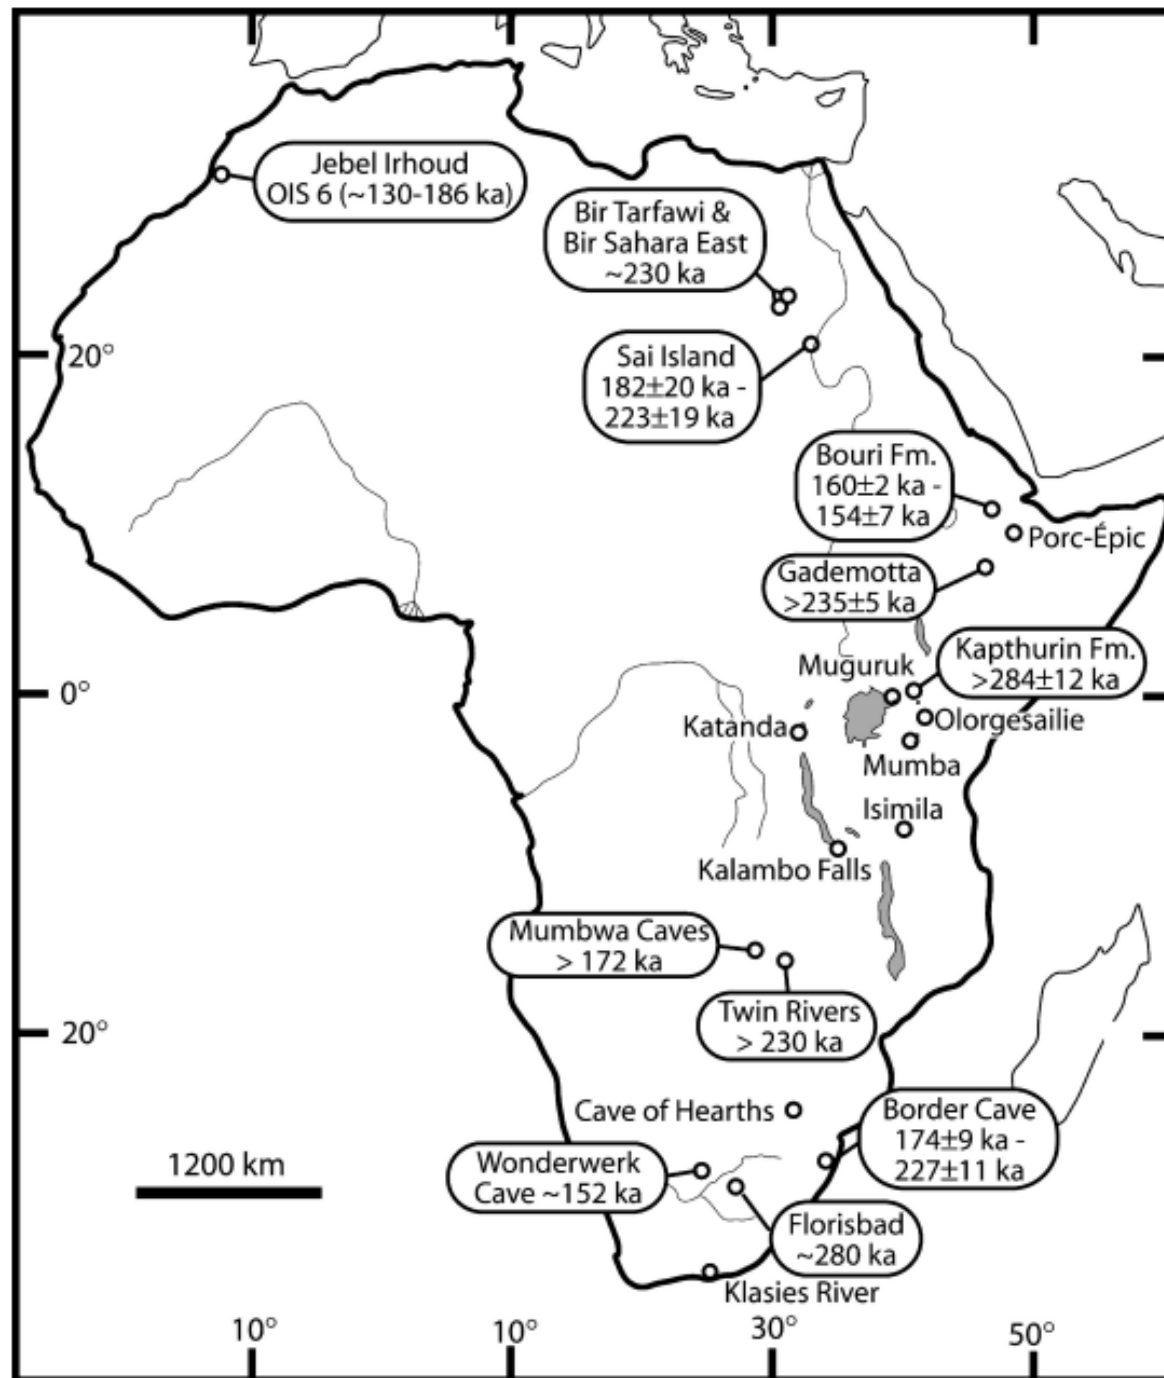 Jebel Irhoud
OIS 6 (~130-186 ka)
Bir Tarfawi &
Bir Sahara East
~230 ka
20°
Sai Island
182±20 ka -
223±19 ka
Bouri Fm.
160±2 ka -
154±7 ka
Porc-Épic
Gademotta
>235±5 ka
Kapthurin Fm.
>284±12 ka
Muguruk
0°
Katanda
Olorgesailie
Mumba
Isimila
Kalambo Falls
Mumbwa Caves
> 172 ka
Twin Rivers
> 230 ka
20°
Cave of Hearths
Border Cave
174±9 ka -
227±11 ka
1200 km
Wonderwerk
Cave ~152 ka
Florisbad
~280 ka
Klasies River
10°
10°
30°
50°